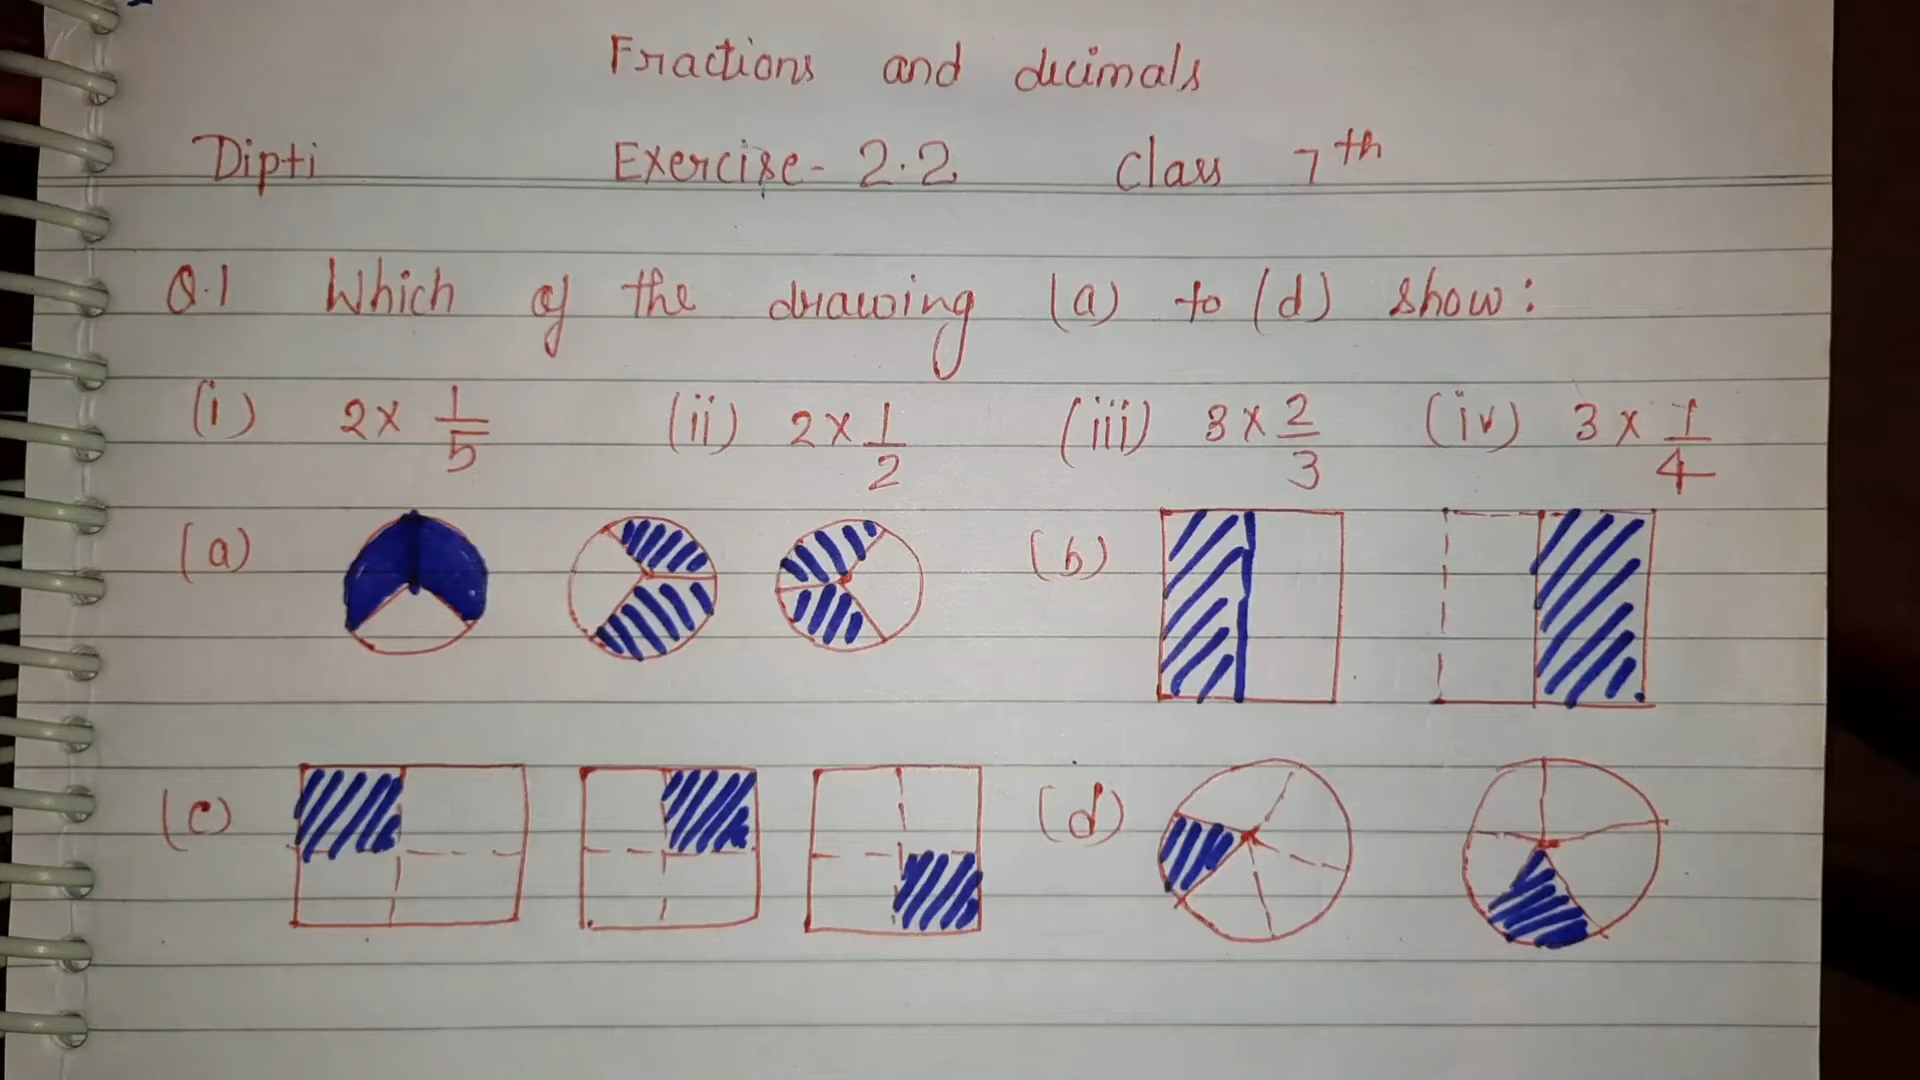 Fractions and decimals
Dipti Exercise- 2.2 Class 7th
Q.1 Which of the drawing (a) to (d) show:
(i) 2 x 1/5 (ii) 2 x 1/2 (iii) 3 x 2/3 (iv) 3 x 1/4
(a) (b)
(c) (d)